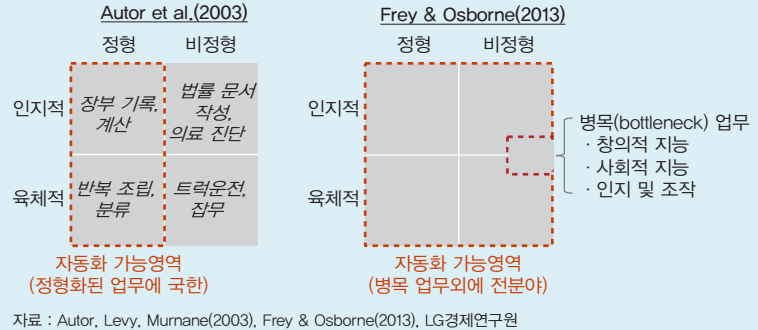 Autor et al.(2003)
정형
비정형
인지적
장부 기록,
계산
법률 문서
작성,
의료 진단
육체적
반복 조립,
분류
트럭운전,
잡무
자동화 가능영역
(정형화된 업무에 국한)
Frey & Osborne(2013)
정형
비정형
인지적
육체적
병목(bottleneck) 업무
· 창의적 지능
· 사회적 지능
· 인지 및 조작
자동화 가능영역
(병목 업무외에 전분야)
자료 : Autor, Levy, Murnane(2003), Frey & Osborne(2013), LG경제연구원